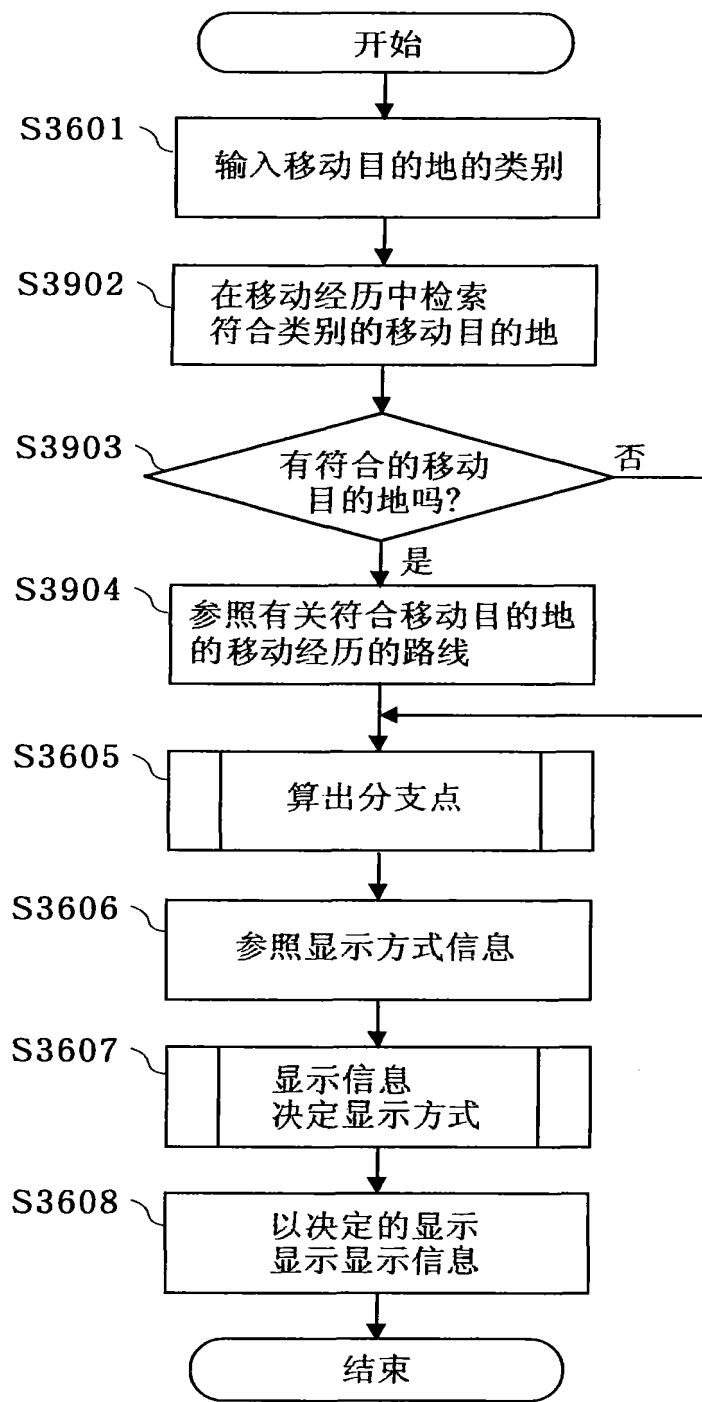 开始
S3601
输入移动目的地的类别
S3902
在移动经历中检索
符合类别的移动目的地
S3903
有符合的移动
目的地吗?
否
是
S3904
参照有关符合移动目的地
的移动经历的路线
S3605
算出分支点
S3606
参照显示方式信息
S3607
显示信息
决定显示方式
S3608
以决定的显示
显示显示信息
结束